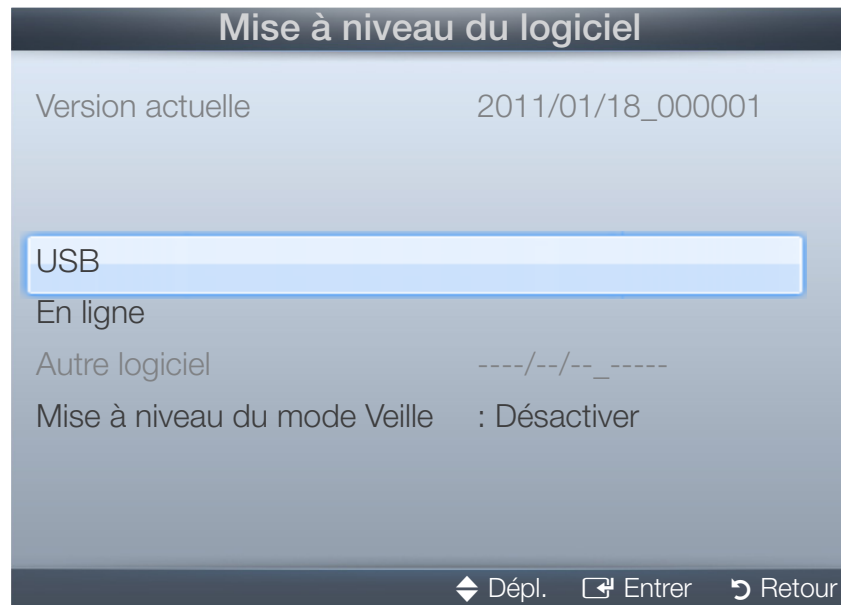 Mise à niveau du logiciel
Version actuelle 2011/01/18_000001
USB
En ligne
Autre logiciel ----/--/--_-----
Mise à niveau du mode Veille : Désactiver
Dépl. Entrer Retour